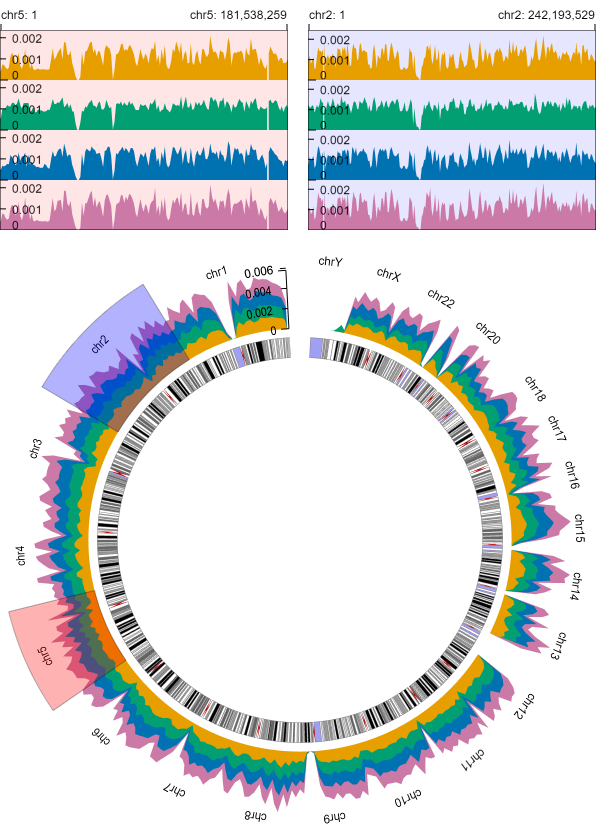 chr5: 1 chr5: 181,538,259 chr2: 1 chr2: 242,193,529
0.002 0.002
0.001 0.001
0 0
0.002 0.002
0.001 0.001
0 0
0.002 0.002
0.001 0.001
0 0
0.002 0.002
0.001 0.001
0 0
chr1
0.006
0.004
0.002
0
chrY
chrX
chr22
chr20
chr18
chr17
chr16
chr15
chr14
chr13
chr12
chr11
chr10
chr9
chr8
chr7
chr6
chr5
chr4
chr3
chr2